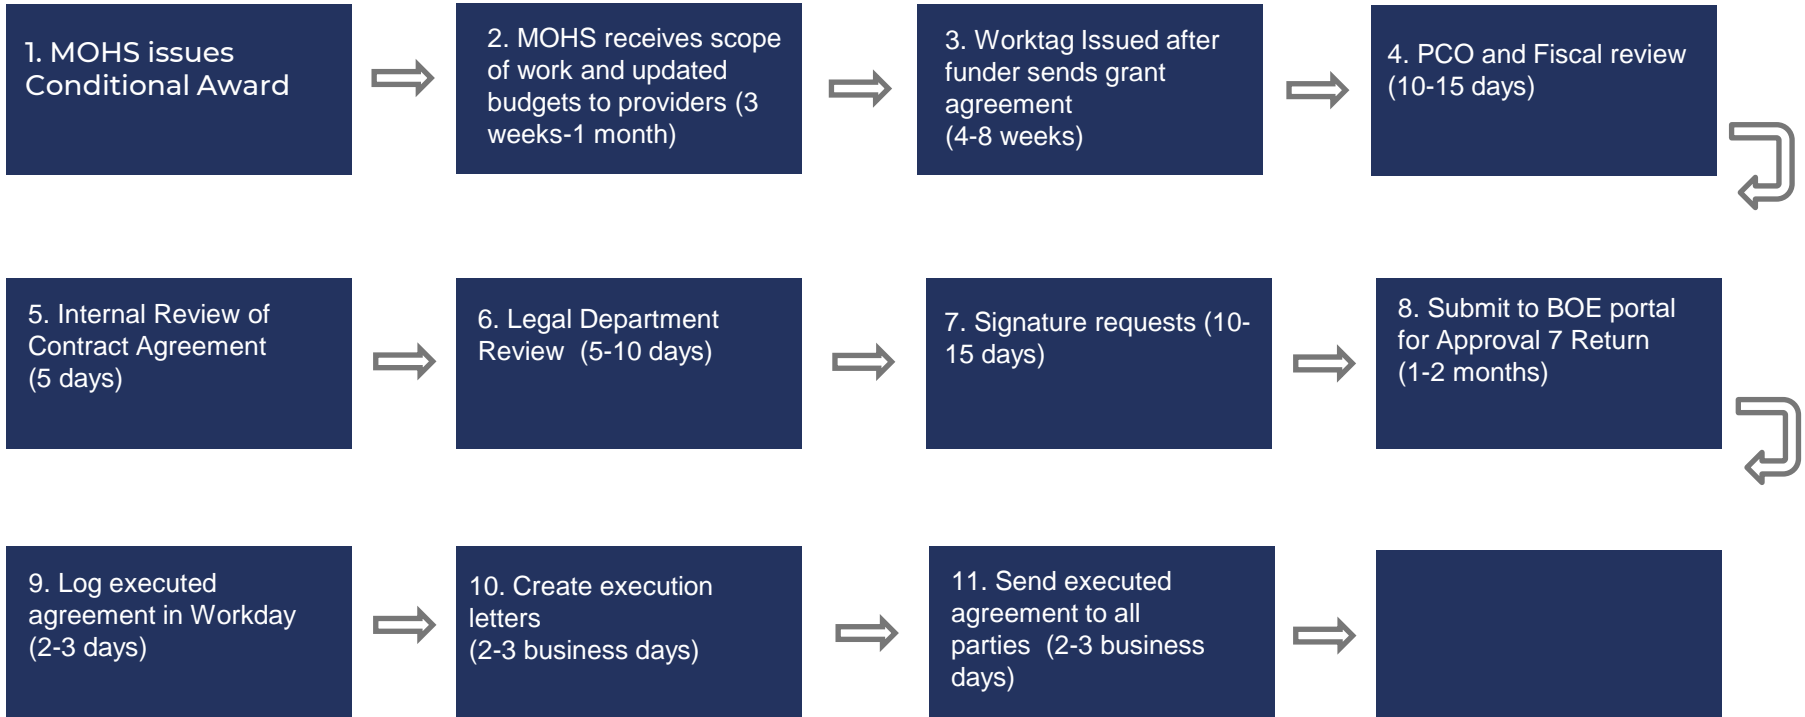 1. MOHS issues
Conditional Award
2. MOHS receives scope
of work and updated
budgets to providers (3
weeks-1 month)
3. Worktag Issued after
funder sends grant
agreement
(4-8 weeks)
4. PCO and Fiscal review
(10-15 days)
5. Internal Review of
Contract Agreement
(5 days)
6. Legal Department
Review (5-10 days)
7. Signature requests (10-
15 days)
8. Submit to BOE portal
for Approval 7 Return
(1-2 months)
9. Log executed
agreement in Workday
(2-3 days)
10. Create execution
letters
(2-3 business days)
11. Send executed
agreement to all
parties (2-3 business
days)